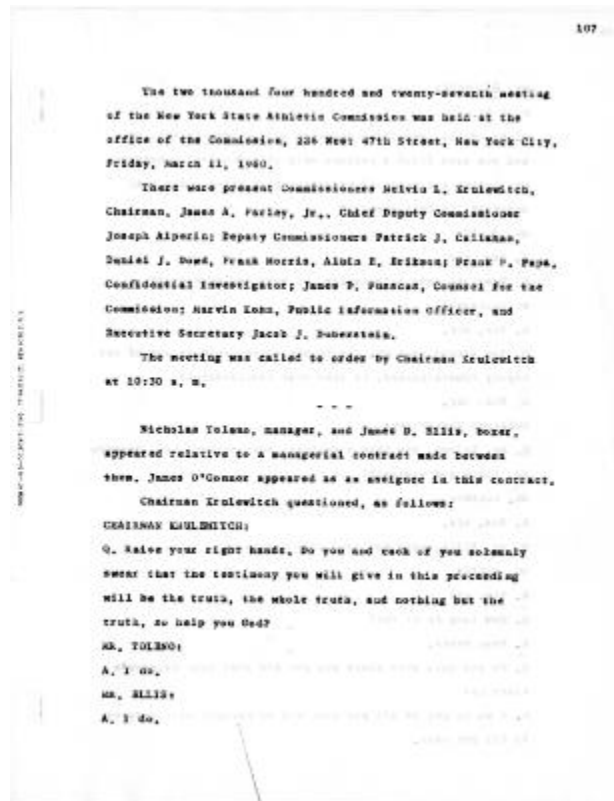 107
The two thousand four hundred and twenty-seventh meeting
of the New York State Athletic Commission was held at the
office of the Commission, 226 West 47th Street, New York City,
Friday, March 11, 1960.
There were present Commissioners Melvin L. Krulewitch,
Chairman, James A. Farley, Jr., Chief Deputy Commissioner
Joseph Alperin; Deputy Commissioners Patrick J. Callahan,
Daniel J. Dowd, Frank Morris, Albin E. Erikson; Frank P. Papa,
Confidential Investigator; James P. Counsel for the
Commission; Marvin Kohn, Public Information Officer, and
Executive Secretary Jacob J.
The meeting was called to order by Chairman Krulewitch
at 10:30 a. m.
- - -
Nicholas Toleno, manager, and James D. Ellis, boxer,
appeared relative to a managerial contract made between
them. James O'Connor appeared as an assignee in this contract.
Chairman Krulewitch questioned, as follows:
CHAIRMAN KRULEWITCH:
Q. Raise your right hands. Do you and each of you solemnly
swear that the testimony you will give in this proceeding
will be the truth, the whole truth, and nothing but the
truth, so help you God?
MR. TOLENO:
A. I do.
MR. ELLIS:
A. I do.